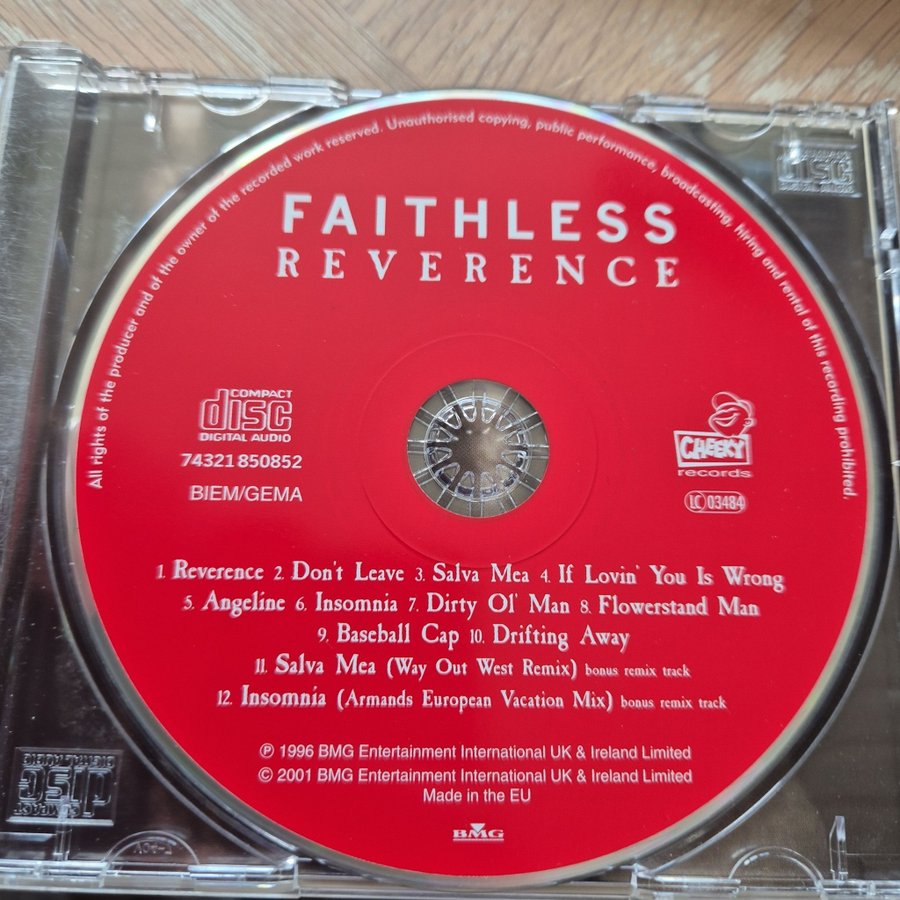 All rights of the producer and of the owner of the recorded work reserved. Unauthorised copying, public performance, broadcasting, hiring and rental of this recording prohibited.
FAITHLESS
REVERENCE
COMPACT
disc
DIGITAL AUDIO
74321 850852
BIEM/GEMA
CHEEKY
records
LC 03484
1. Reverence 2. Don't Leave 3. Salva Mea 4. If Lovin' You Is Wrong
5. Angeline 6. Insomnia 7. Dirty Ol' Man 8. Flowerstand Man
9. Baseball Cap 10. Drifting Away
11. Salva Mea (Way Out West Remix) bonus remix track
12. Insomnia (Armands European Vacation Mix) bonus remix track
℗ 1996 BMG Entertainment International UK & Ireland Limited
© 2001 BMG Entertainment International UK & Ireland Limited
Made in the EU
BMG
disc
COMPACT
disc
DIGITAL AUDIO